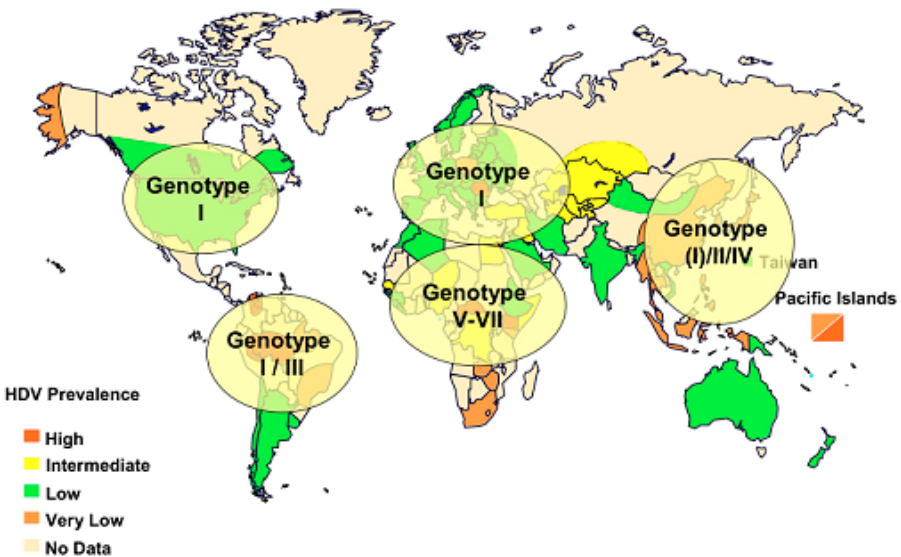 Genotype
I
Genotype
I
Genotype
(I)/II/IV
Taiwan
Genotype
V-VII
Pacific Islands
Genotype
I / III
HDV Prevalence
High
Intermediate
Low
Very Low
No Data